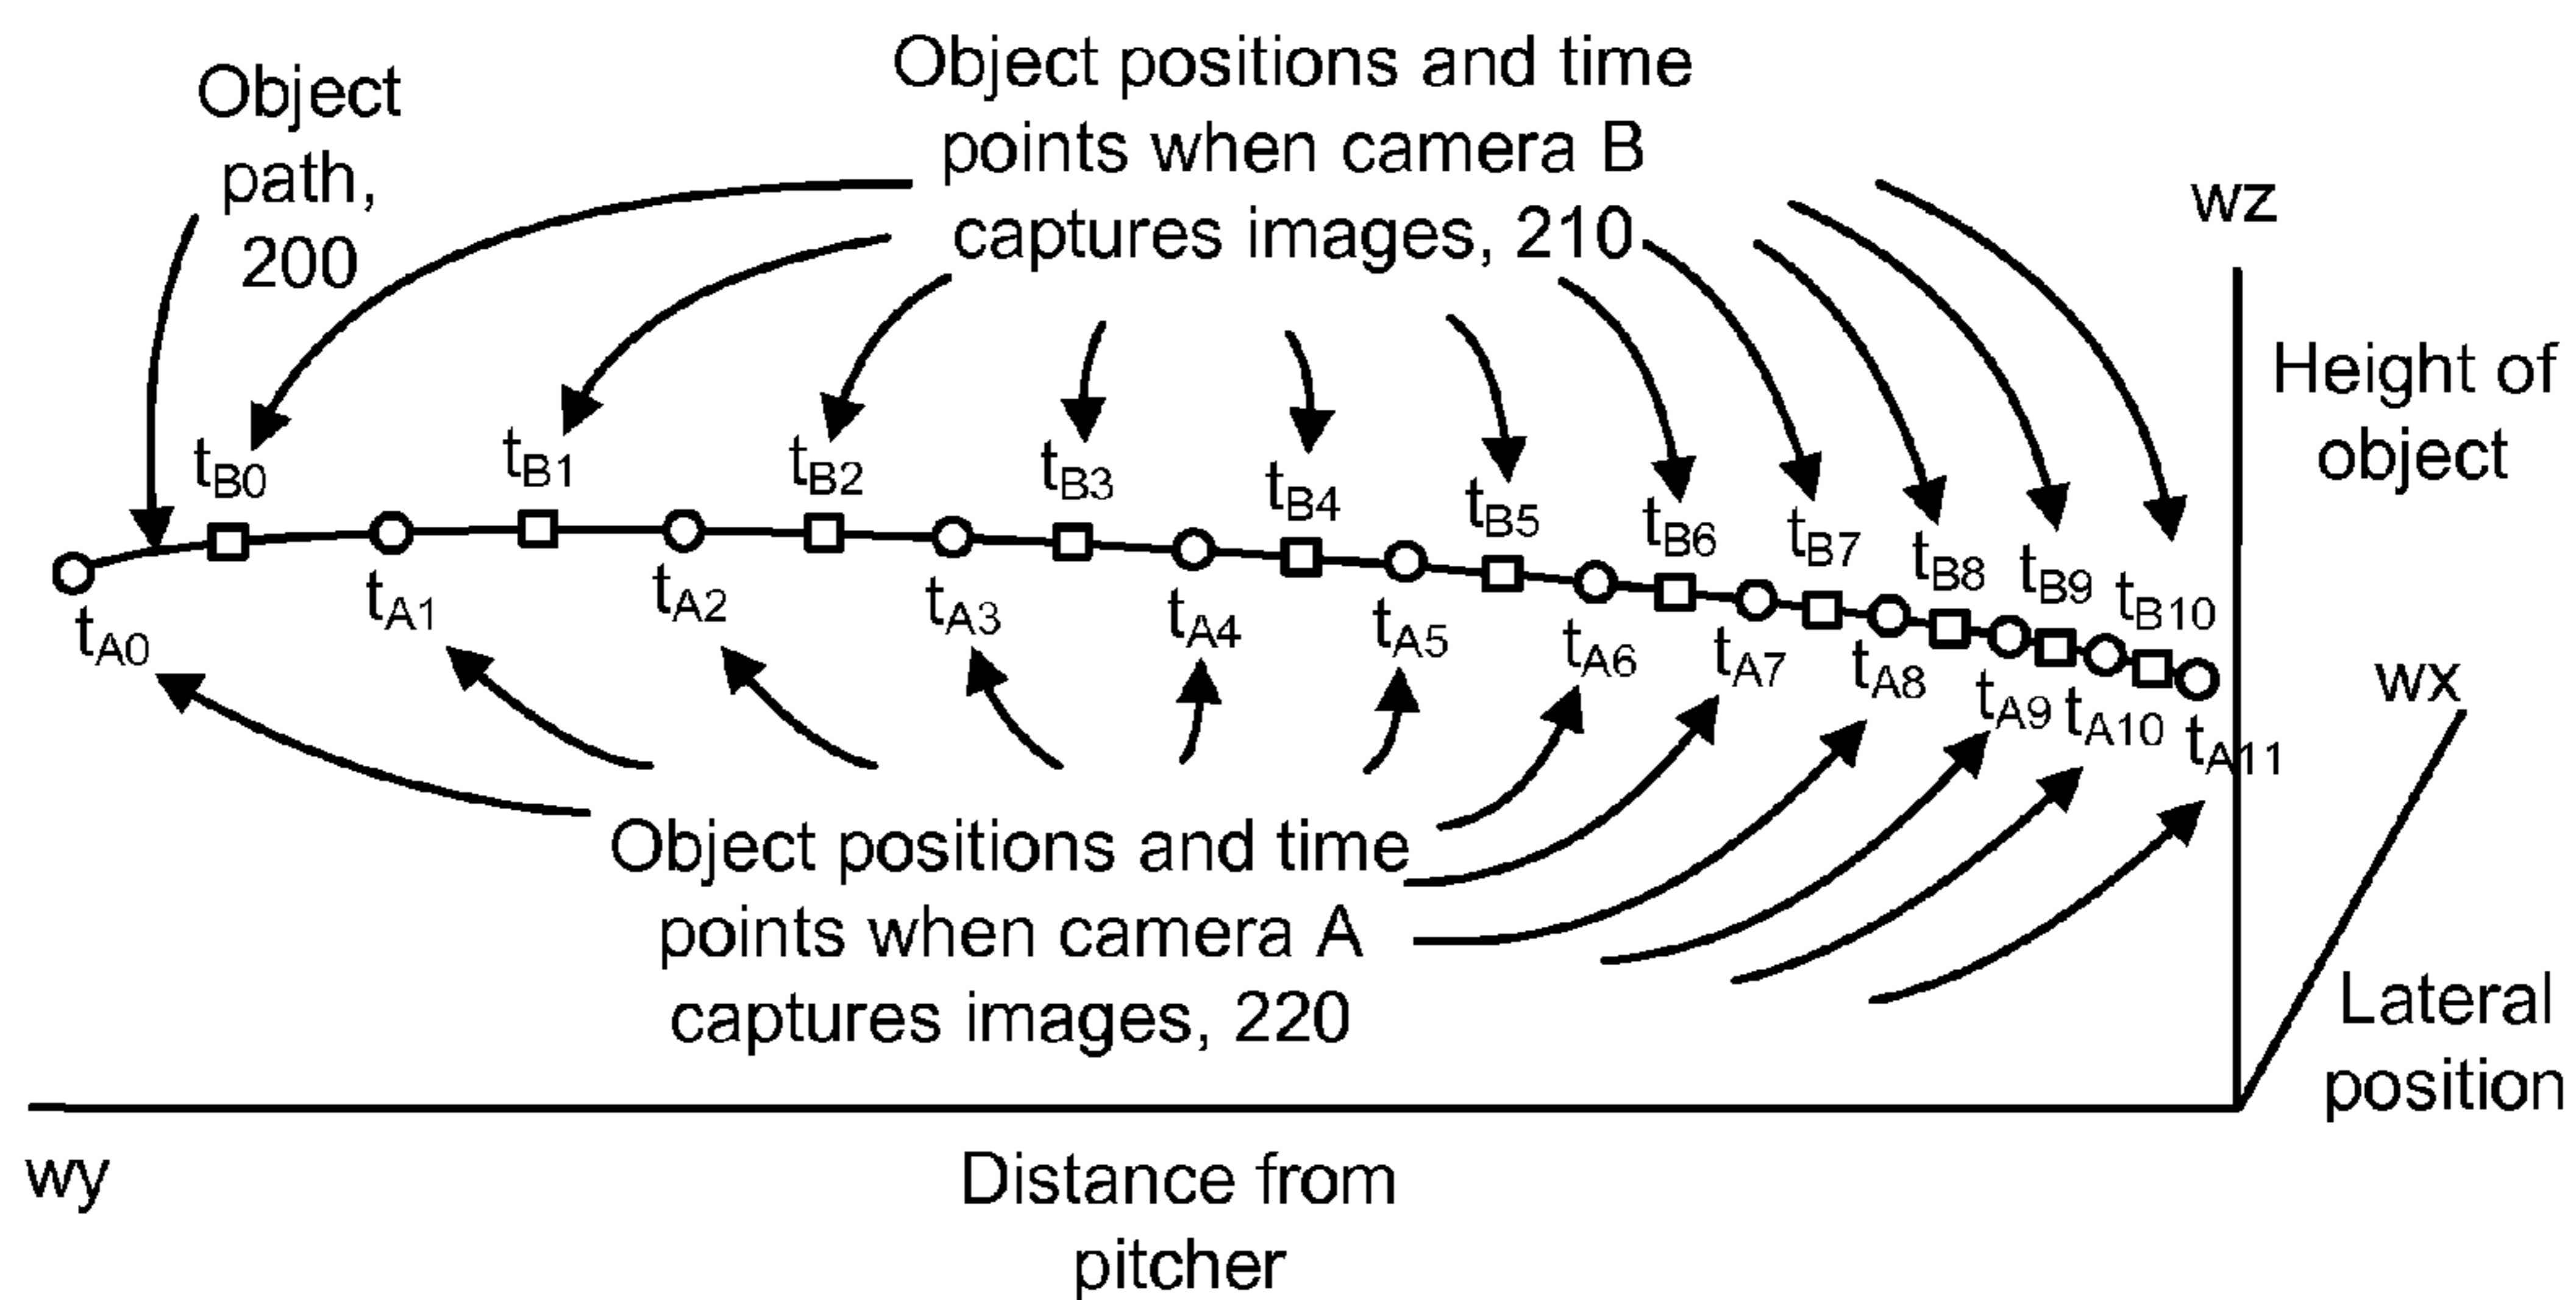 Object
path,
200
Object positions and time
points when camera B
captures images, 210
wz
Height of
object
tB0
tB1
tB2
tB3
tB4
tB5
tB6
tB7
tB8
tB9
tB10
tA0
tA1
tA2
tA3
tA4
tA5
tA6
tA7
tA8
tA9
tA10
tA11
wx
Object positions and time
points when camera A
captures images, 220
Lateral
position
wy
Distance from
pitcher